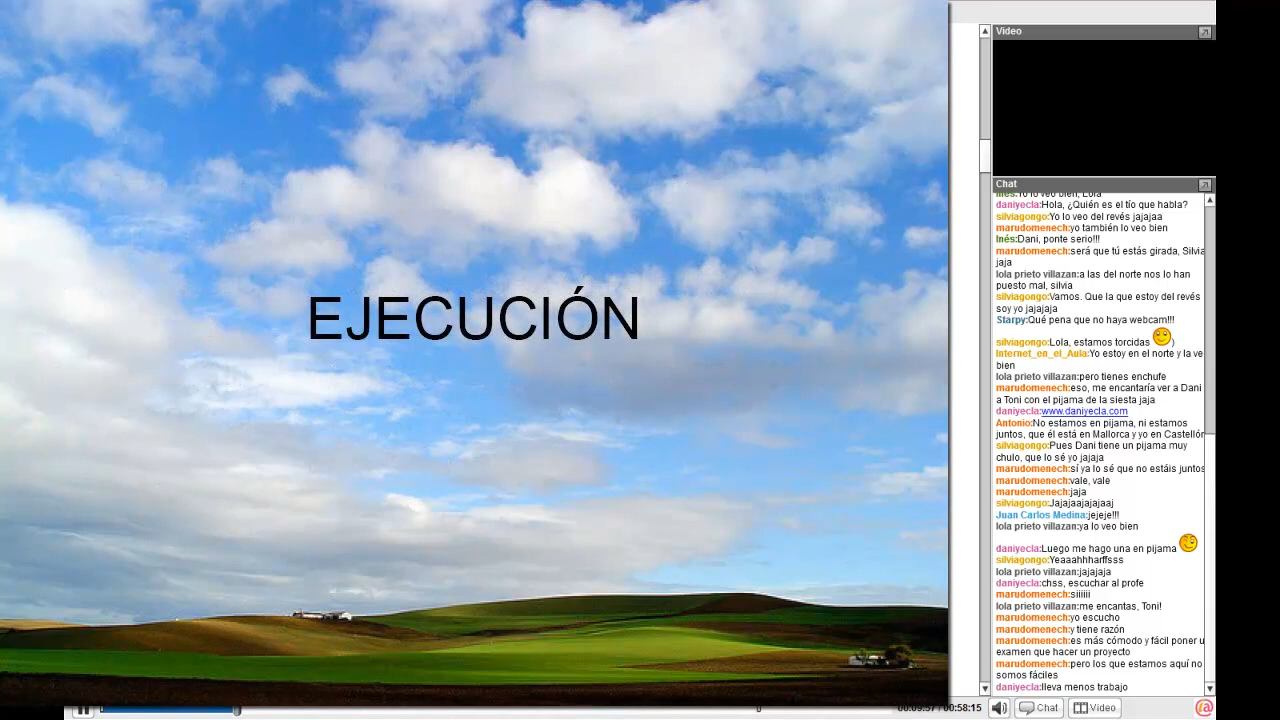 EJECUCIÓN
Video
Chat
Inés:Yo lo veo bien, Lola
daniyecla:Hola, ¿Quién es el tío que habla?
silviagongo:Yo lo veo del revés jajajaa
marudomenech:yo también lo veo bien
Inés:Dani, ponte serio!!!
marudomenech:será que tú estás girada, Silvia
jaja
lola prieto villazan:a las del norte nos lo han
puesto mal, silvia
silviagongo:Vamos. Que la que estoy del revés
soy yo jajajaja
Starpy:Qué pena que no haya webcam!!!
silviagongo:Lola, estamos torcidas )
Internet_en_el_Aula:Yo estoy en el norte y la ve
bien
lola prieto villazan:pero tienes enchufe
marudomenech:eso, me encantaría ver a Dani
a Toni con el pijama de la siesta jaja
daniyecla:www.daniyecla.com
Antonio:No estamos en pijama, ni estamos
juntos, que él está en Mallorca y yo en Castellón
silviagongo:Pues Dani tiene un pijama muy
chulo, que lo sé yo jajaja
marudomenech:sí ya lo sé que no estáis juntos
marudomenech:vale, vale
marudomenech:jaja
silviagongo:Jajajaajajajaaj
Juan Carlos Medina:jejeje!!!
lola prieto villazan:ya lo veo bien
daniyecla:Luego me hago una en pijama
silviagongo:Yeaaahhharffsss
lola prieto villazan:jajajaja
daniyecla:chss, escuchar al profe
marudomenech:siiiiii
lola prieto villazan:me encantas, Toni!
marudomenech:yo escucho
marudomenech:y tiene razón
marudomenech:es más cómodo y fácil poner u
examen que hacer un proyecto
marudomenech:pero los que estamos aquí no
somos fáciles
daniyecla:lleva menos trabajo
00:09:57 / 00:58:15
Chat
Video